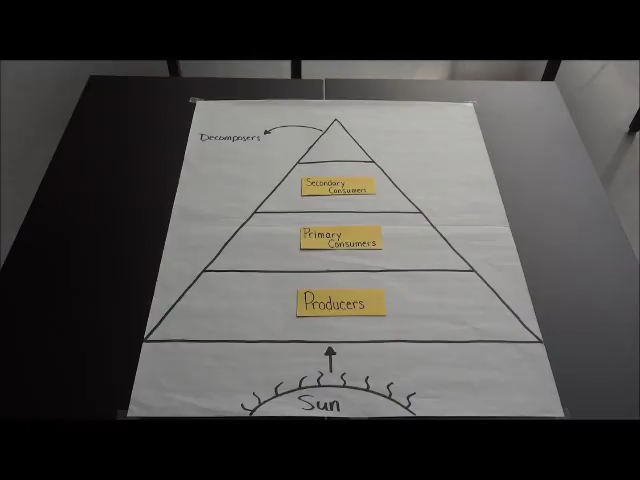 Decomposers
Secondary
Consumers
Primary
Consumers
Producers
Sun